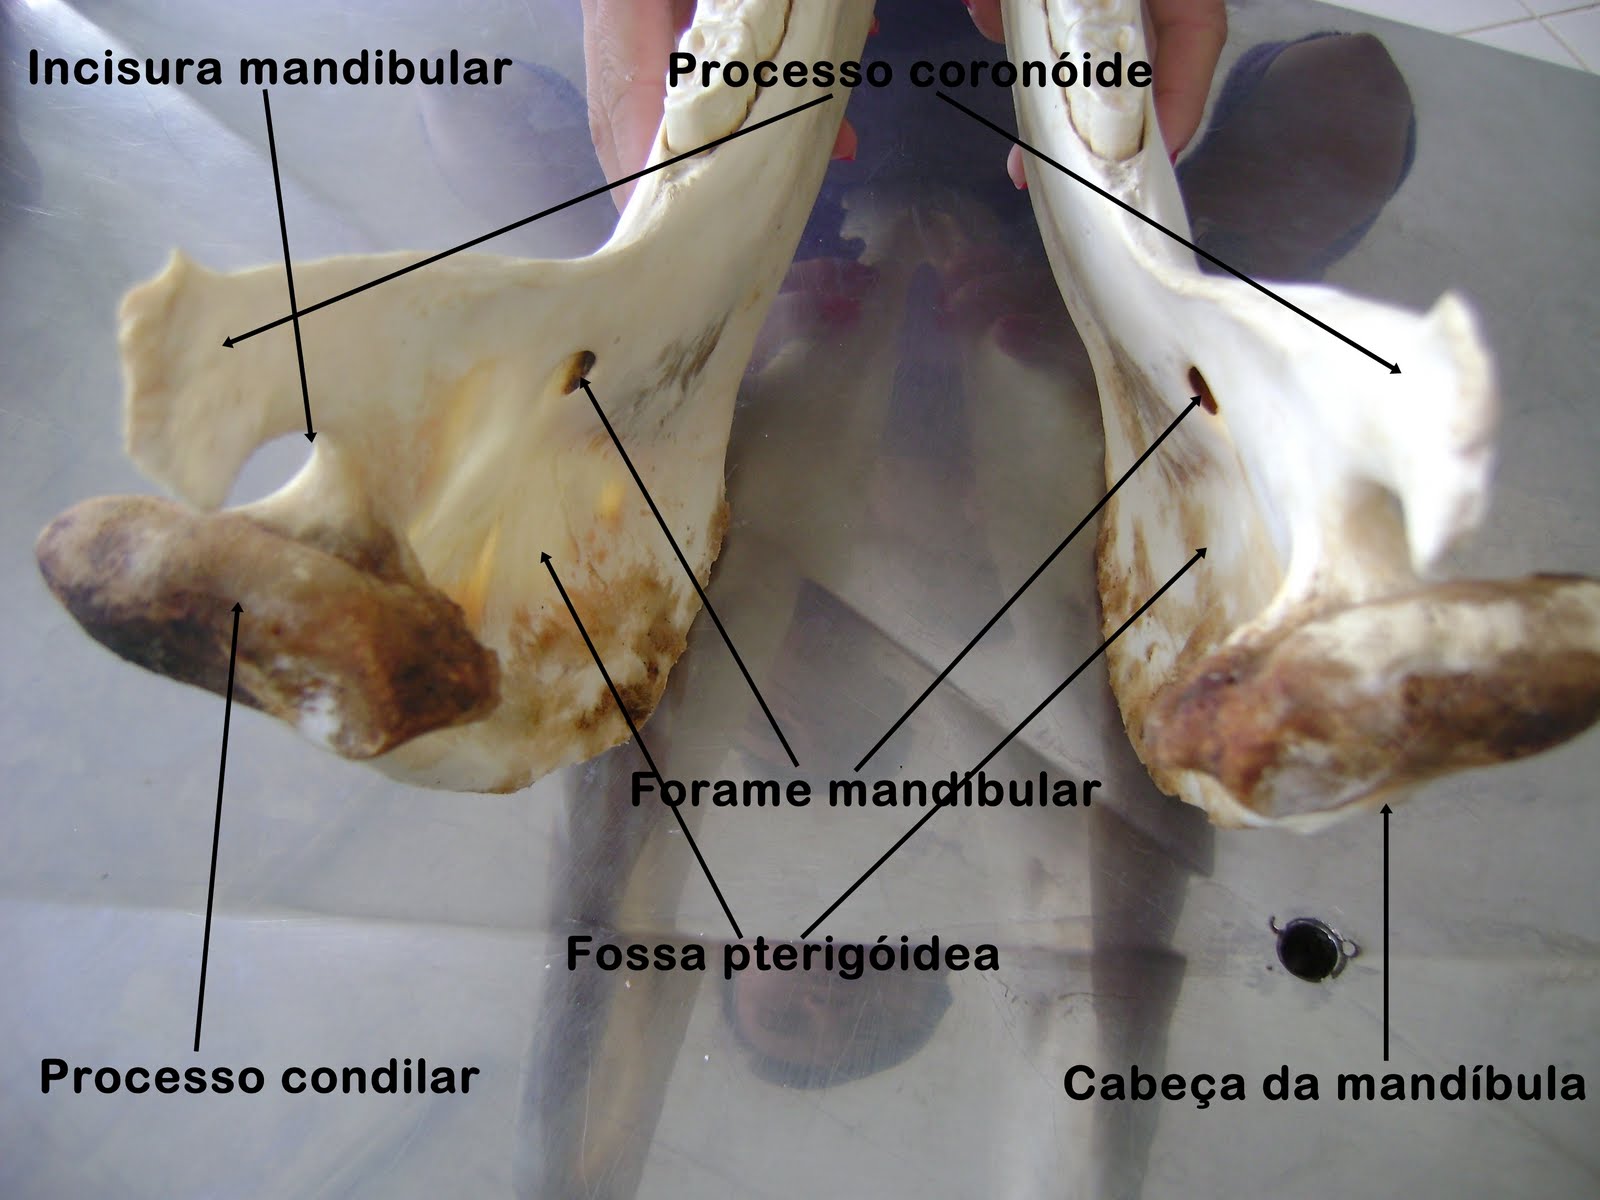 Incisura mandibular
Processo coronóide
Forame mandibular
Fossa pterigóidea
Processo condilar
Cabeça da mandíbula